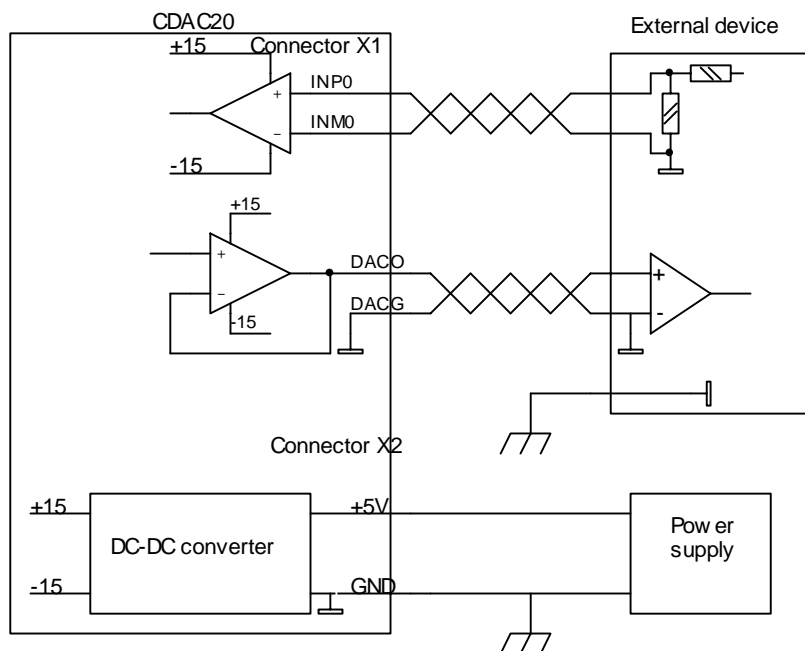 CDAC20
External device
+15
Connector X1
INP0
+
INM0
−
-15
+15
+
DACO
+
−
DACG
-
-15
Connector X2
+15
+5V
DC-DC converter
Power
supply
-15
GND